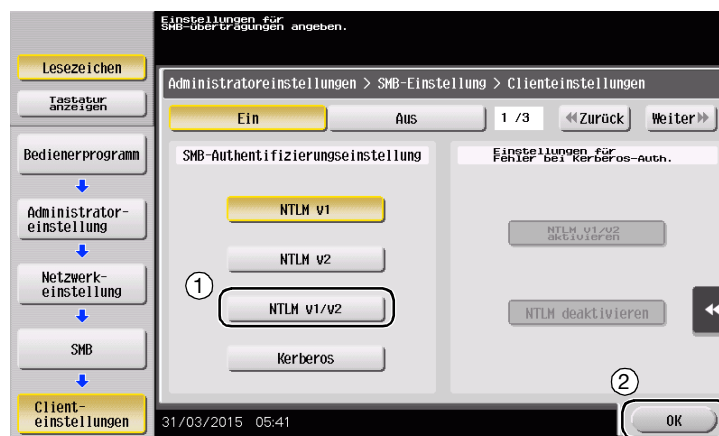 Einstellungen für
SMB-Übertragungen angeben.
Lesezeichen
Tastatur
anzeigen
Bedienerprogramm
Administrator-
einstellung
Netzwerk-
einstellung
SMB
Client-
einstellungen
Administratoreinstellungen > SMB-Einstellung > Clienteinstellungen
Ein
Aus
1 /3
Zurück
Weiter
SMB-Authentifizierungseinstellung
NTLM v1
NTLM v2
1
NTLM v1/v2
Kerberos
Einstellungen für
Fehler bei Kerberos-Auth.
NTLM v1/v2
aktivieren
NTLM deaktivieren
2
31/03/2015 05:41
OK